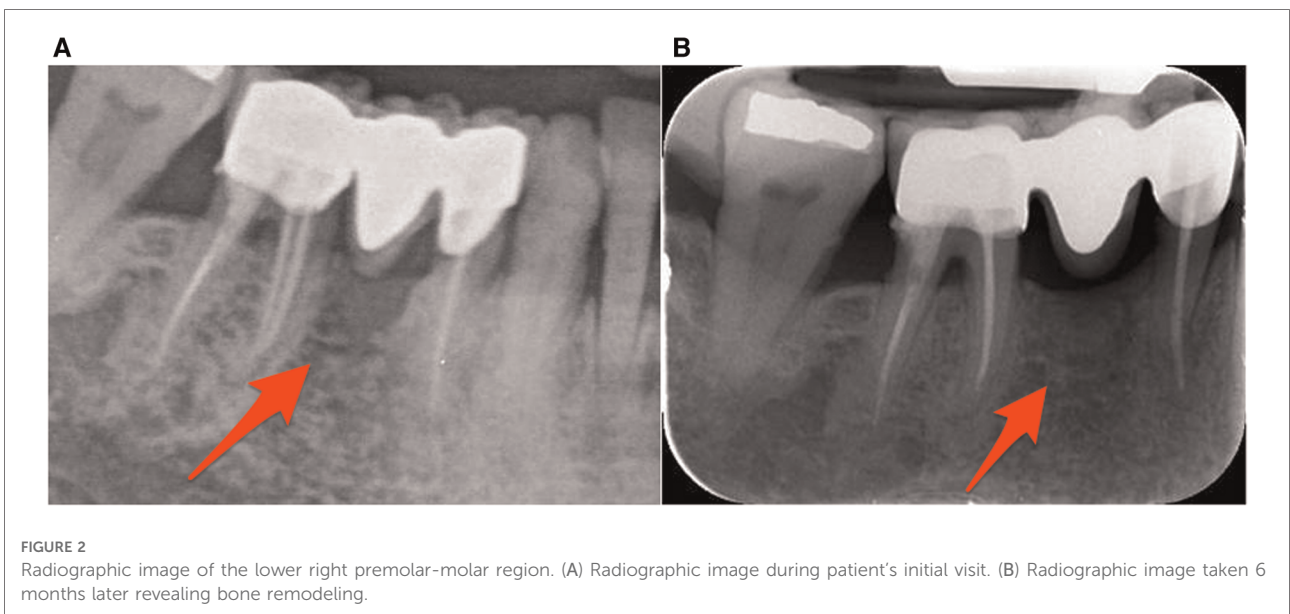 A
B
FIGURE 2
Radiographic image of the lower right premolar-molar region. (A) Radiographic image during patient's initial visit. (B) Radiographic image taken 6
months later revealing bone remodeling.